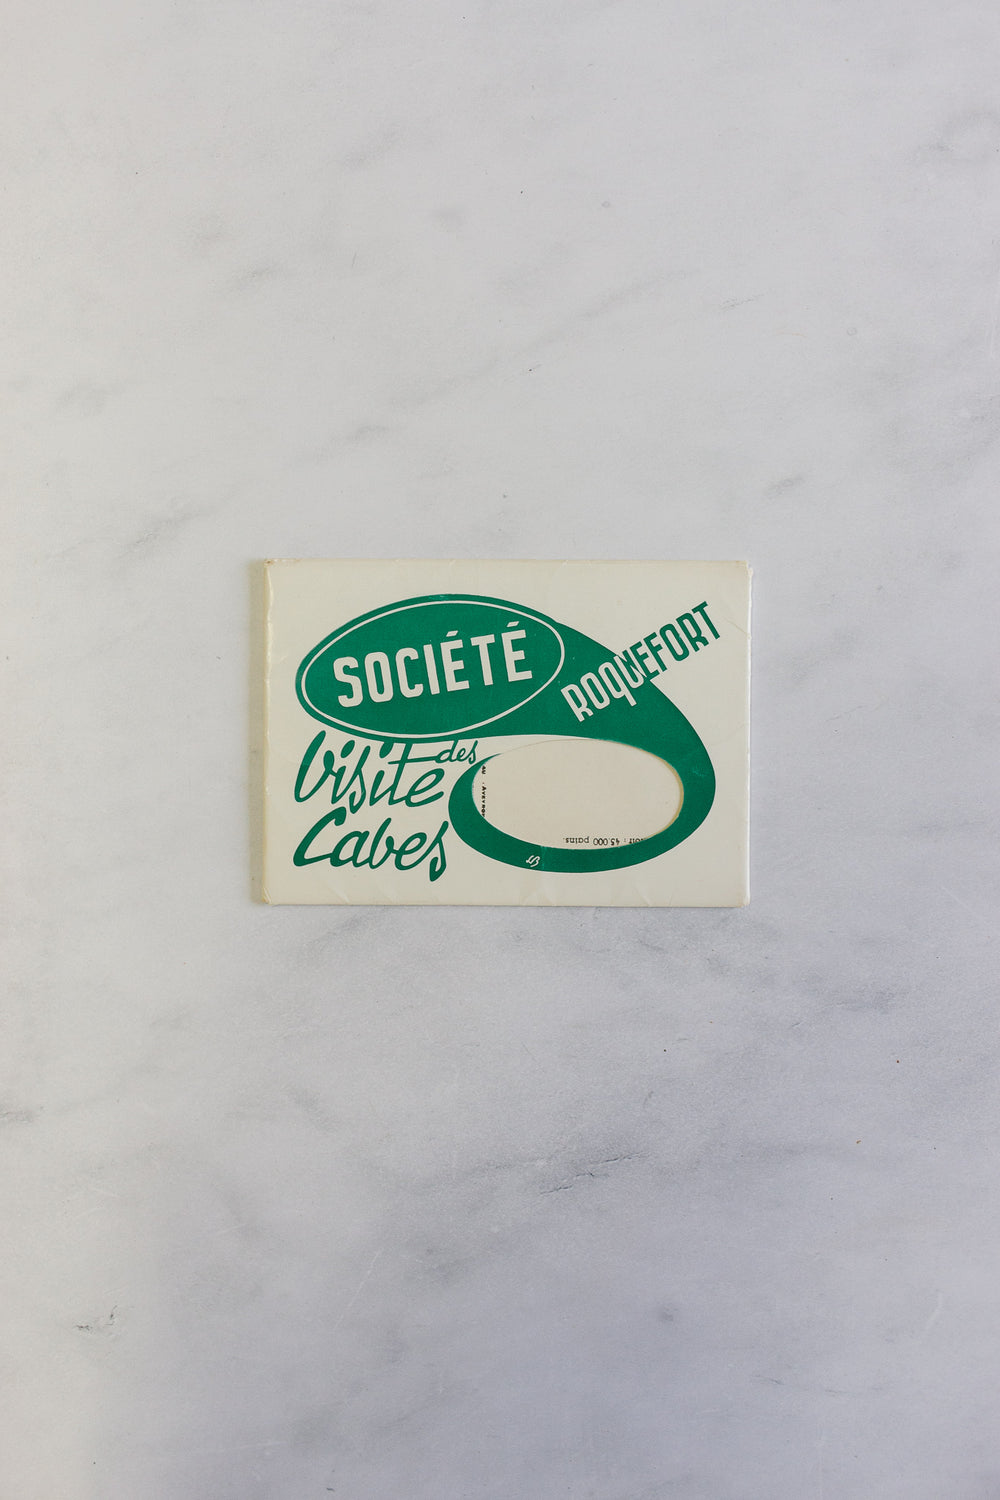 SOCIÉTÉ
ROQUEFORT
Visite des
Caves
: 45.000 pains.